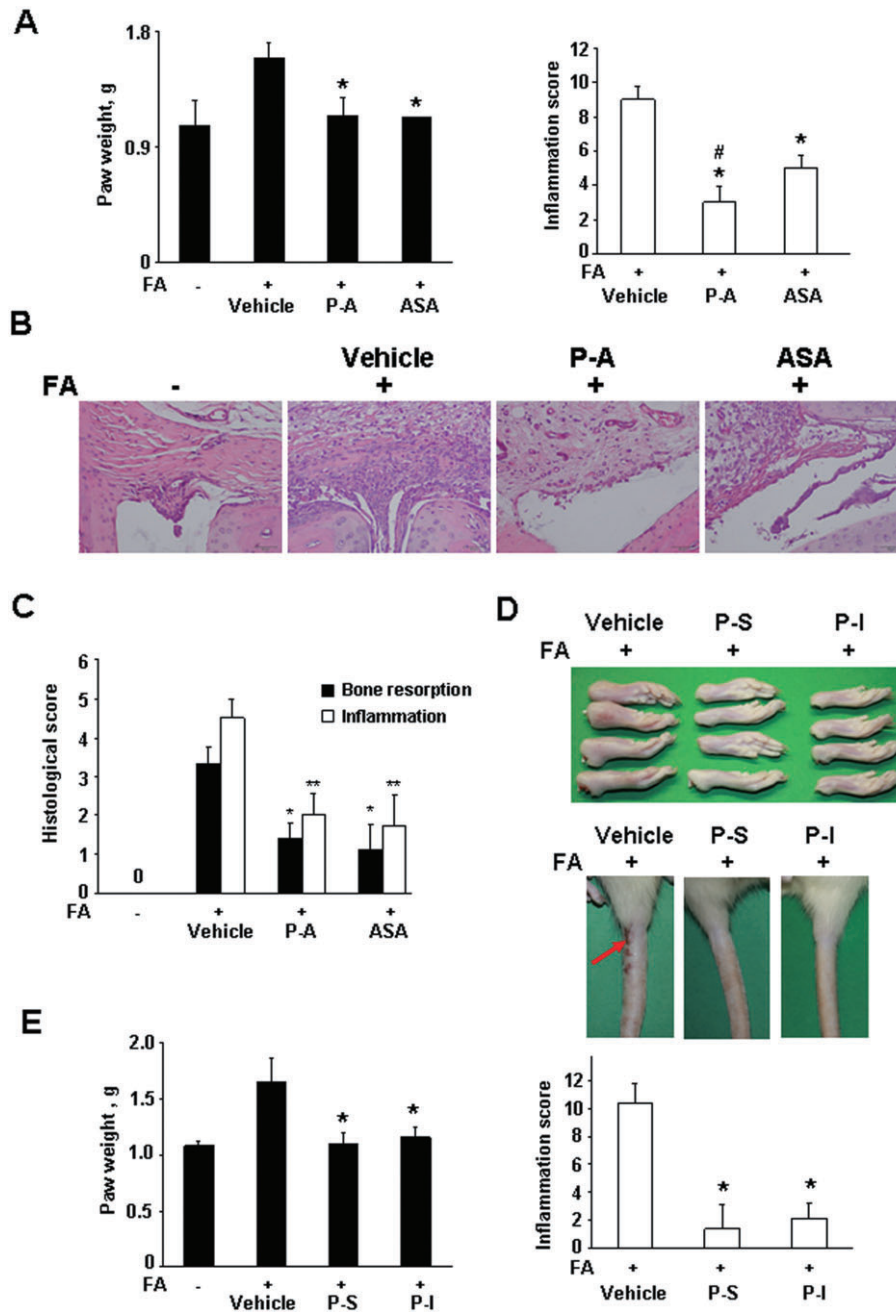 A
Paw weight, g
1.8
0.9
0
FA - + + +
Vehicle P-A ASA
*
*
Inflammation score
12
10
8
6
4
2
0
#
*
*
FA + + +
Vehicle P-A ASA
B
Vehicle P-A ASA
FA - + + +
C
Histological score
6
5
4
3
2
1
0
Bone resorption
Inflammation
0
* ** * **
FA - + + +
Vehicle P-A ASA
D
Vehicle P-S P-I
FA + + +
Vehicle P-S P-I
FA + + +
E
Paw weight , g
2.0
1.5
1.0
0.5
0
* *
FA - + + +
Vehicle P-S P-I
Inflammation score
12
10
8
6
4
2
0
* *
FA + + +
Vehicle P-S P-I